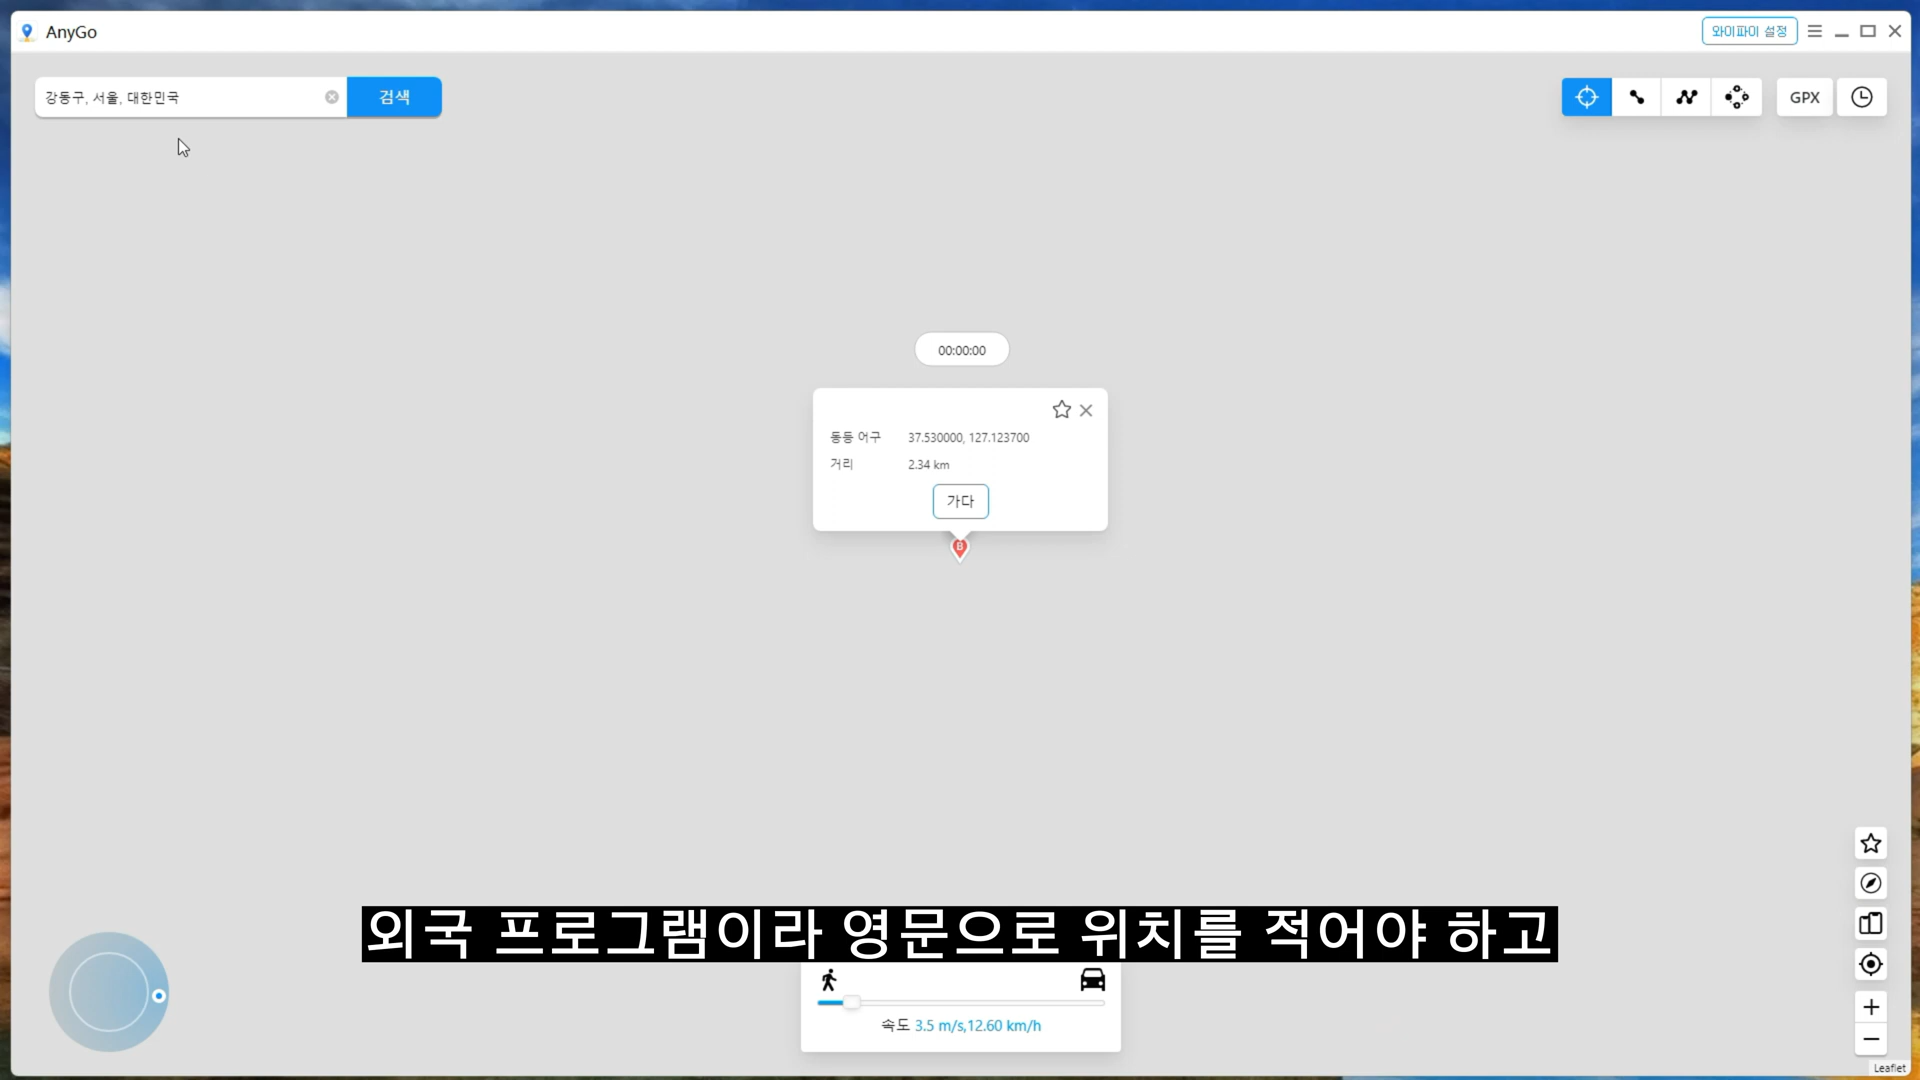 AnyGo
와이파이 설정
강동구, 서울, 대한민국
검색
GPX
00:00:00
동등 어구 37.530000, 127.123700
거리 2.34 km
가다
B
외국 프로그램이라 영문으로 위치를 적어야 하고
속도 3.5 m/s,12.60 km/h
Leaflet